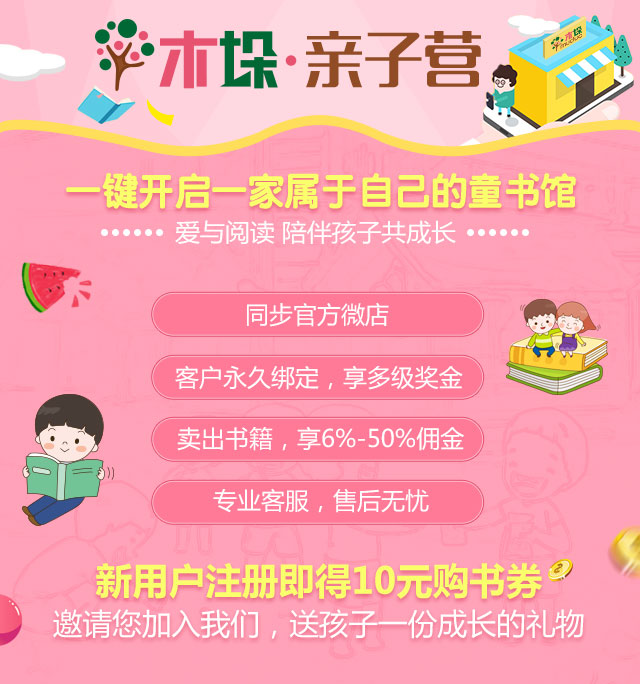 木垛·亲子营
木垛
一键开启一家属于自己的童书馆
······ 爱与阅读 陪伴孩子共成长 ······
同步官方微店
客户永久绑定，享多级奖金
卖出书籍，享6%-50%佣金
专业客服，售后无忧
新用户注册即得10元购书券
邀请您加入我们，送孩子一份成长的礼物